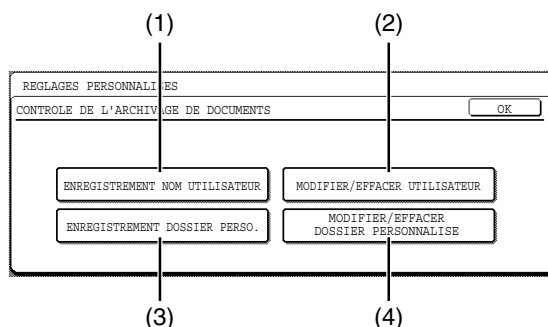 (1) (2)
REGLAGES PERSONNALISES
CONTROLE DE L'ARCHIVAGE DE DOCUMENTS OK
ENREGISTREMENT NOM UTILISATEUR MODIFIER/EFFACER UTILISATEUR
ENREGISTREMENT DOSSIER PERSO. MODIFIER/EFFACER
DOSSIER PERSONNALISE
(3) (4)